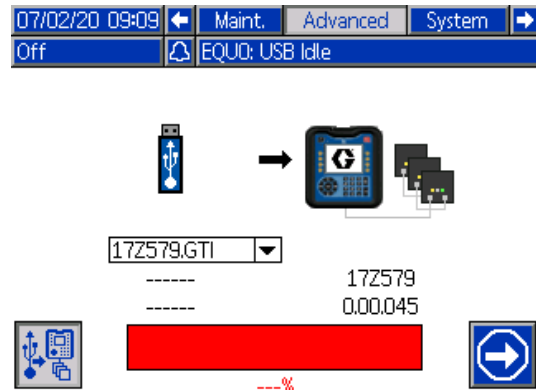 07/02/20 09:09 Maint. Advanced System
Off EQU0: USB Idle
G
17Z579.GTI
------ 17Z579
------ 0.00.045
---%